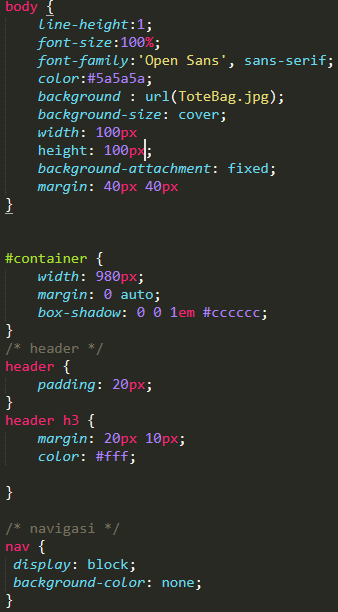 body {
line-height:1;
font-size:100%;
font-family:'Open Sans', sans-serif;
color:#5a5a5a;
background : url(ToteBag.jpg);
background-size: cover;
width: 100px
height: 100px;
background-attachment: fixed;
margin: 40px 40px
}
#container {
width: 980px;
margin: 0 auto;
box-shadow: 0 0 1em #cccccc;
}
/* header */
header {
padding: 20px;
}
header h3 {
margin: 20px 10px;
color: #fff;
}
/* navigasi */
nav {
display: block;
background-color: none;
}